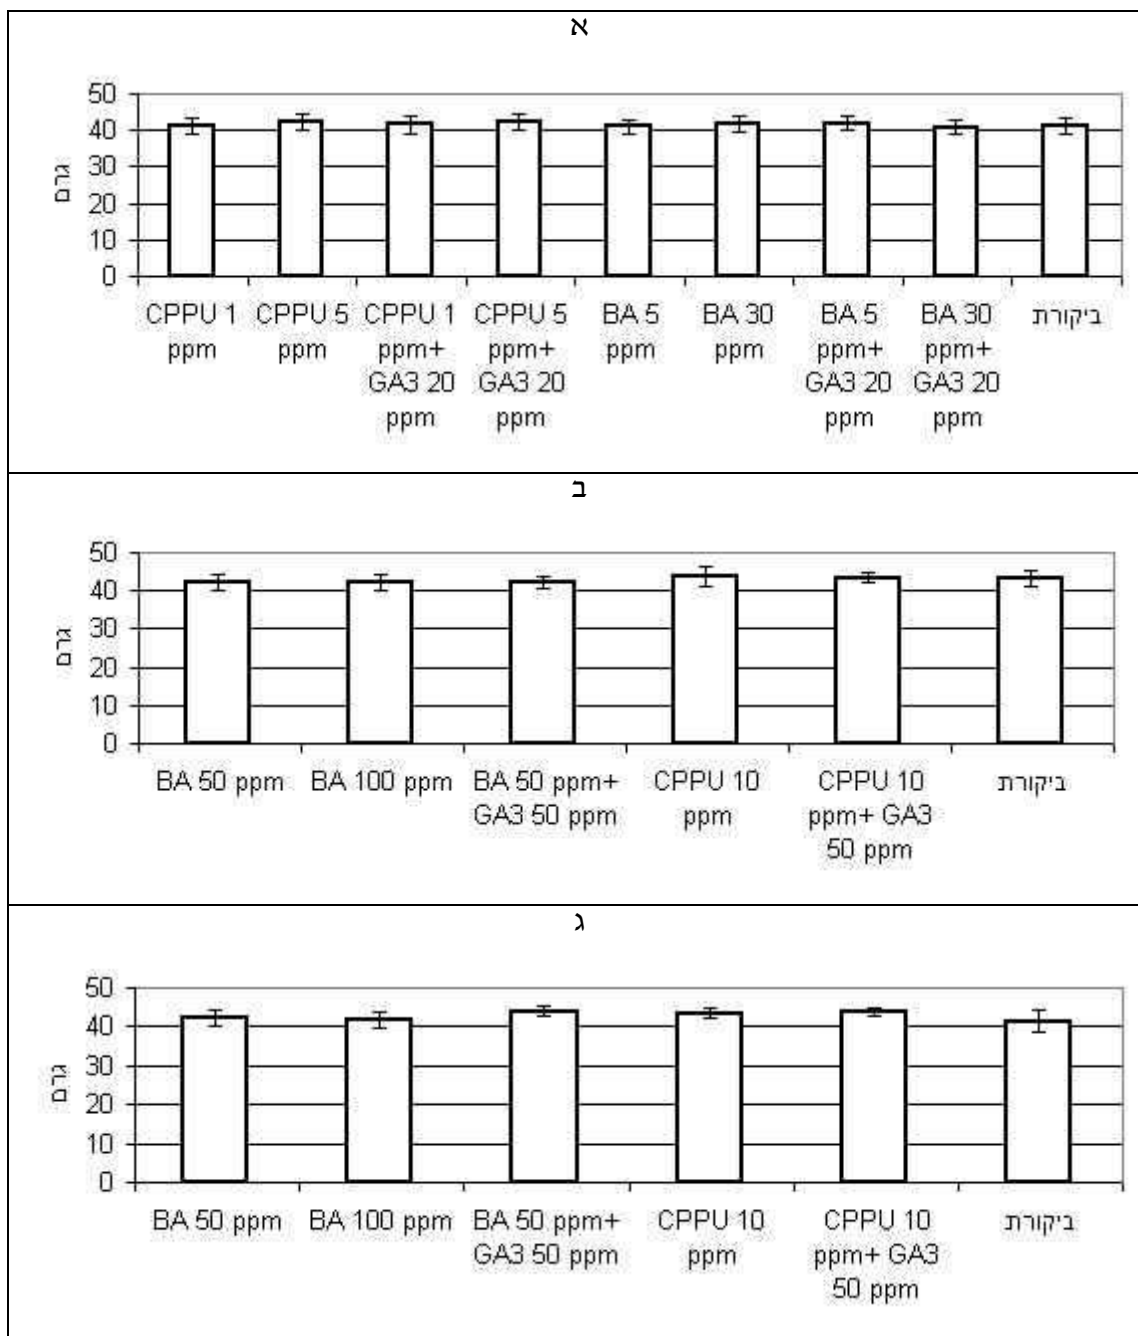 א
50
40
30
20
10
0
גרם
CPPU 1 ppm
CPPU 5 ppm
CPPU 1 ppm+ GA3 20 ppm
CPPU 5 ppm+ GA3 20 ppm
BA 5 ppm
BA 30 ppm
BA 5 ppm+ GA3 20 ppm
BA 30 ppm+ GA3 20 ppm
ביקורת
ב
50
40
30
20
10
0
גרם
BA 50 ppm
BA 100 ppm
BA 50 ppm+ GA3 50 ppm
CPPU 10 ppm
CPPU 10 ppm+ GA3 50 ppm
ביקורת
ג
50
40
30
20
10
0
גרם
BA 50 ppm
BA 100 ppm
BA 50 ppm+ GA3 50 ppm
CPPU 10 ppm
CPPU 10 ppm+ GA3 50 ppm
ביקורת